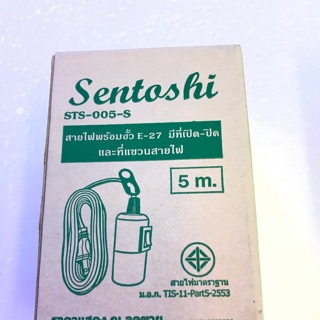 Sentoshi
STS-005-S
สายไฟพร้อมขั้ว E-27 มีที่เปิด-ปิด
และที่แขวนสายไฟ
5 m.
สายไฟมาตราฐาน
ม.อ.ก. TIS-11-Part5-2553